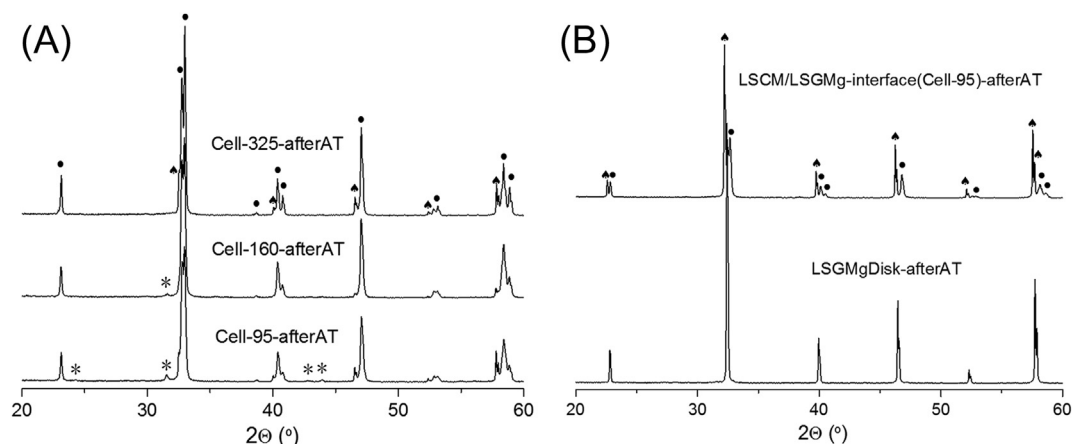 (A)
Cell-325-afterAT
Cell-160-afterAT
*
Cell-95-afterAT
* * * *
20 30 40 50 60
2Θ (º)
(B)
LSCM/LSGMg-interface(Cell-95)-afterAT
LSGMgDisk-afterAT
20 30 40 50 60
2Θ (º)